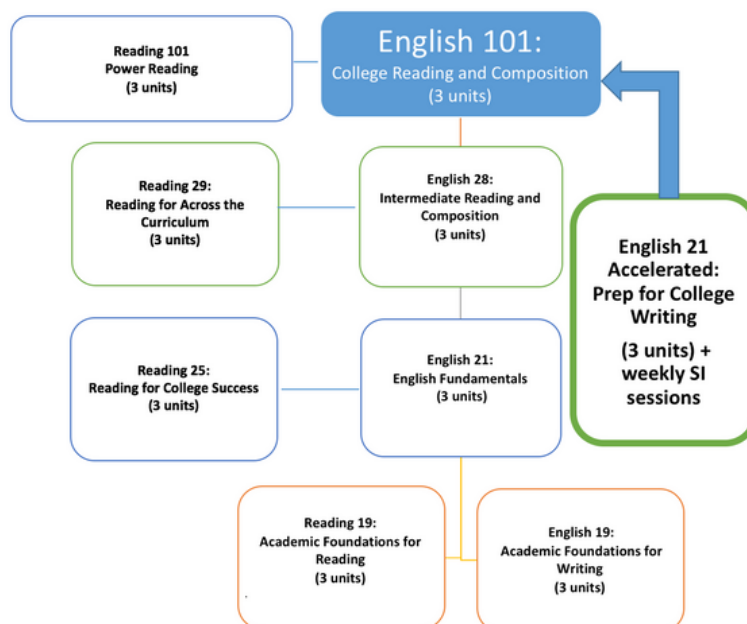 Reading 101
Power Reading
(3 units)
English 101:
College Reading and Composition
(3 units)
Reading 29:
Reading for Across the
Curriculum
(3 units)
English 28:
Intermediate Reading and
Composition
(3 units)
English 21
Accelerated:
Prep for College
Writing
(3 units) +
weekly SI
sessions
Reading 25:
Reading for College Success
(3 units)
English 21:
English Fundamentals
(3 units)
Reading 19:
Academic Foundations for
Reading
(3 units)
.
English 19:
Academic Foundations for
Writing
(3 units)